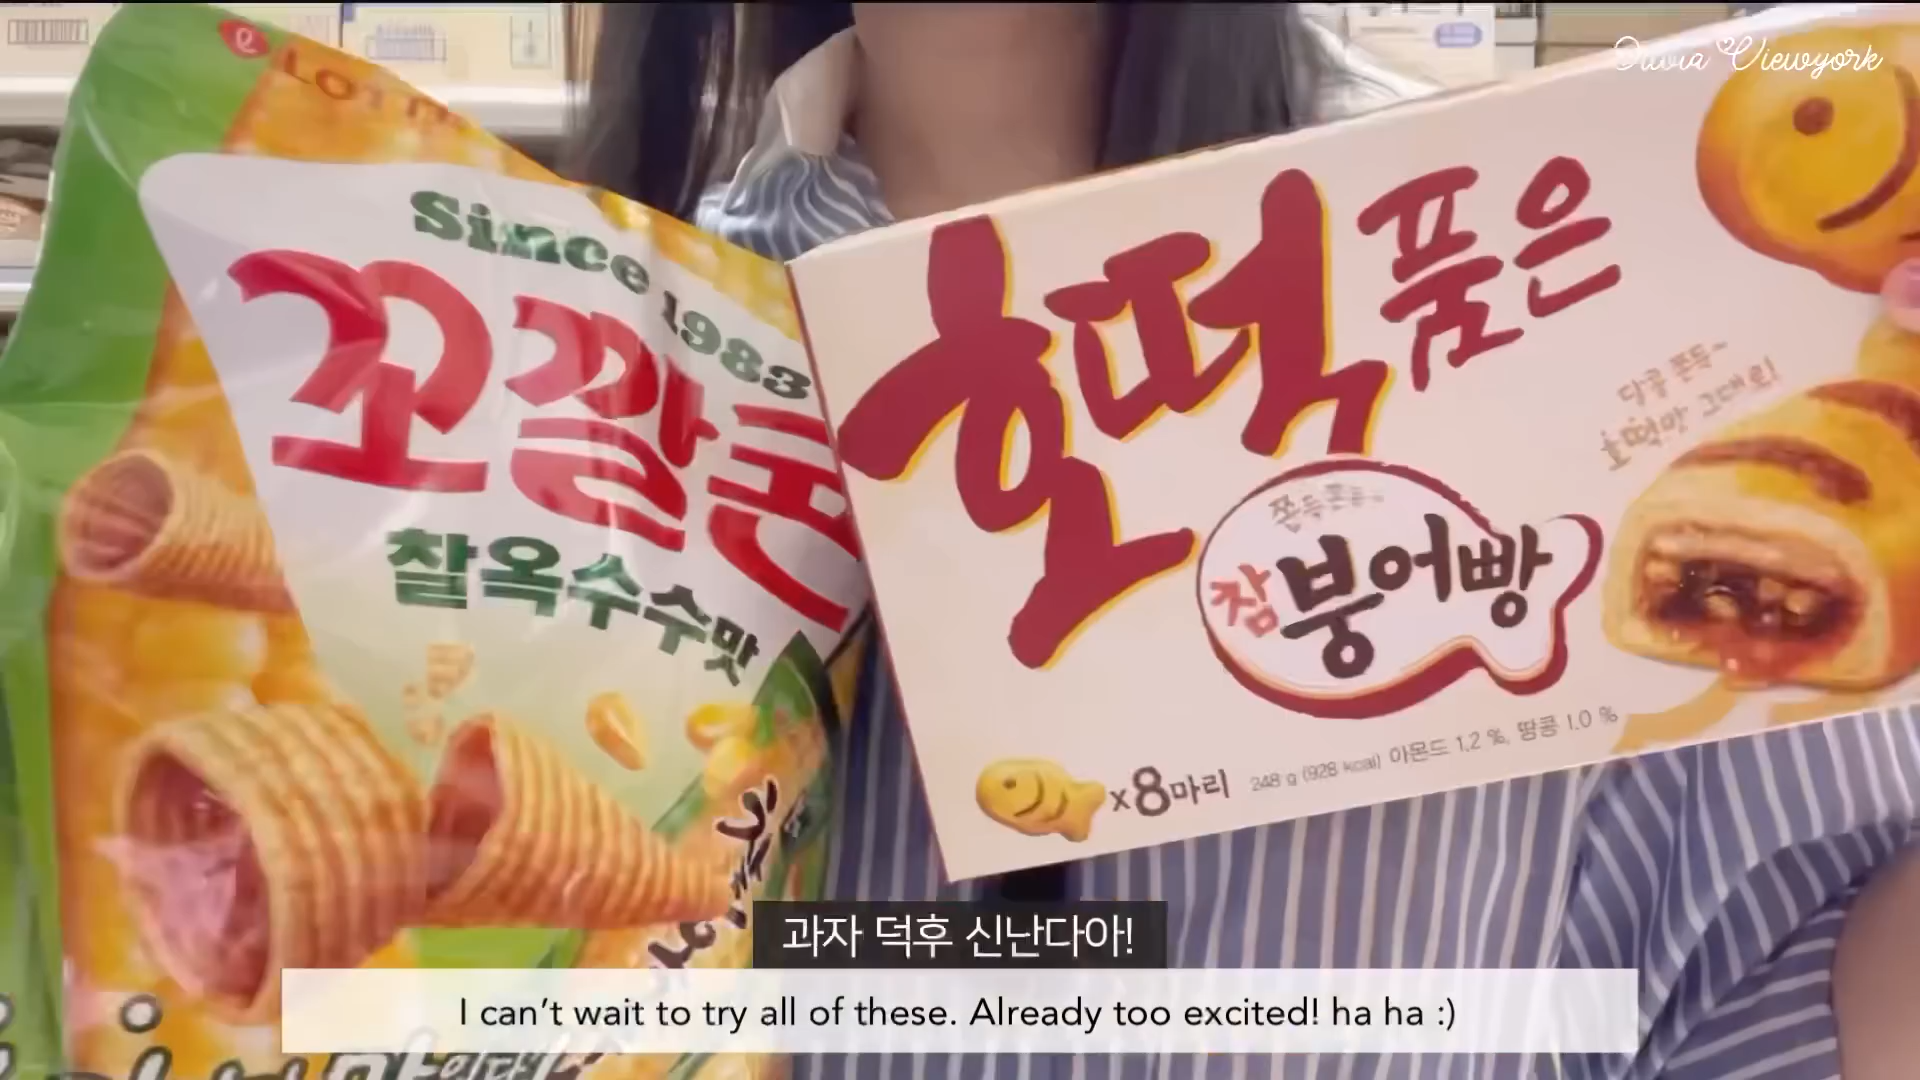 Olivia Viewyork
LOTTE
Since 1983
꼬깔콘
찰옥수수맛
호떡 품은
달콤 쫀득~
호떡맛 그대로!
쫀득쫀득~
참붕어빵
x8마리
248 g (928 kcal) 아몬드 1.2 %, 땅콩 1.0 %
과자 덕후 신난다아!
I can't wait to try all of these. Already too excited! ha ha :)